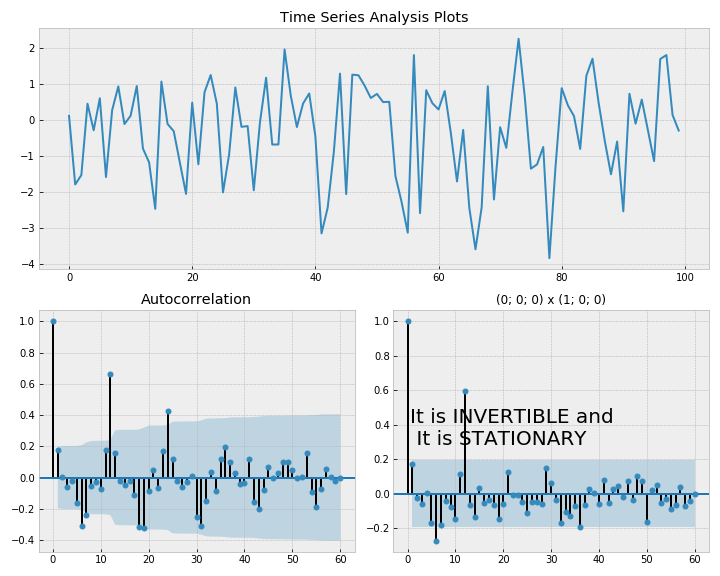 Time Series Analysis Plots
2
1
0
−1
−2
−3
−4
0 20 40 60 80 100
Autocorrelation
1.0
0.8
0.6
0.4
0.2
0.0
−0.2
−0.4
0 10 20 30 40 50 60
(0; 0; 0) x (1; 0; 0)
1.0
0.8
0.6
0.4
0.2
0.0
−0.2
It is INVERTIBLE and
It is STATIONARY
0 10 20 30 40 50 60